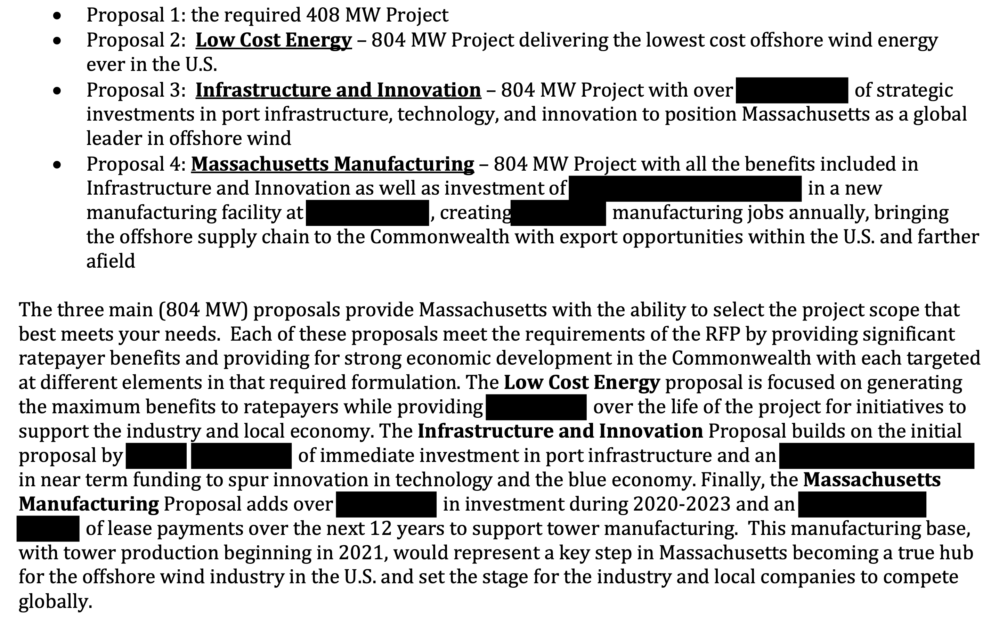 • Proposal 1: the required 408 MW Project
• Proposal 2: Low Cost Energy – 804 MW Project delivering the lowest cost offshore wind energy
ever in the U.S.
• Proposal 3: Infrastructure and Innovation – 804 MW Project with over of strategic
investments in port infrastructure, technology, and innovation to position Massachusetts as a global
leader in offshore wind
• Proposal 4: Massachusetts Manufacturing – 804 MW Project with all the benefits included in
Infrastructure and Innovation as well as investment of in a new
manufacturing facility at , creating manufacturing jobs annually, bringing
the offshore supply chain to the Commonwealth with export opportunities within the U.S. and farther
afield
The three main (804 MW) proposals provide Massachusetts with the ability to select the project scope that
best meets your needs. Each of these proposals meet the requirements of the RFP by providing significant
ratepayer benefits and providing for strong economic development in the Commonwealth with each targeted
at different elements in that required formulation. The Low Cost Energy proposal is focused on generating
the maximum benefits to ratepayers while providing over the life of the project for initiatives to
support the industry and local economy. The Infrastructure and Innovation Proposal builds on the initial
proposal by of immediate investment in port infrastructure and an
in near term funding to spur innovation in technology and the blue economy. Finally, the Massachusetts
Manufacturing Proposal adds over in investment during 2020-2023 and an
of lease payments over the next 12 years to support tower manufacturing. This manufacturing base,
with tower production beginning in 2021, would represent a key step in Massachusetts becoming a true hub
for the offshore wind industry in the U.S. and set the stage for the industry and local companies to compete
globally.